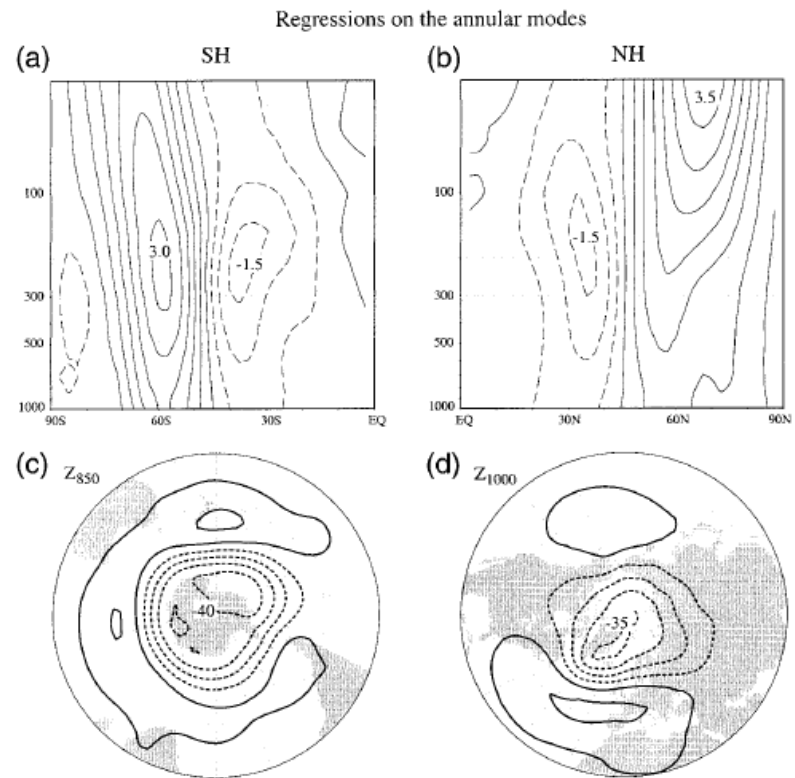 Regressions on the annular modes
(a) SH (b) NH
3.5
100 100
3.0 -1.5 -1.5
300 300
500 500
1000 1000
90S 60S 30S EQ EQ 30N 60N 90N
(c) Z850 (d) Z1000
-40 -35